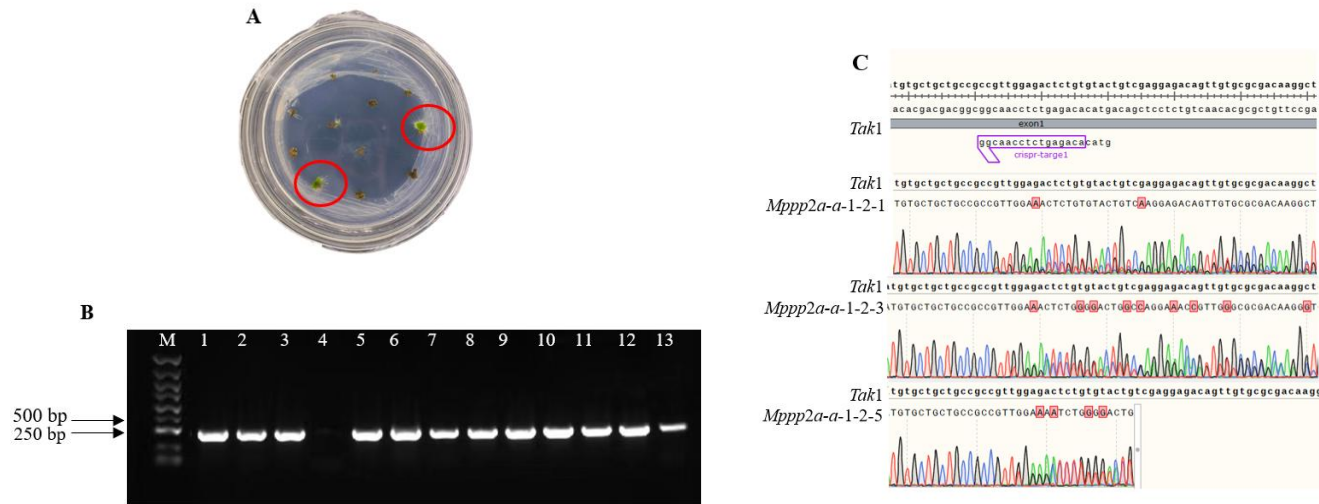 A
B
M 1 2 3 4 5 6 7 8 9 10 11 12 13
500 bp
250 bp
C
tgtgctgctgccgccgttggagactctgtgtactgtcgaggagacagttgtgcgcgacaaggct
acacgacgacggcggcaacctctgagacacatgacagctcctctgtcaacacgcgctgttccga
Tak1
exon1
ggcaacctctgagacacatg
crispr-targe1
Tak1 tgtgctgctgccgccgttggagactctgtgtactgtcgaggagacagttgtgcgcgacaaggct
Mppp2a-a-1-2-1 TGTGCTGCTGCCGCCGTTGGAAACTCTGTGTACTGTCAAGGAGACAGTTGTGCGCGACAAGGCT
Tak1 atgtgctgctgccgccgttggagactctgtgtactgtcgaggagacagttgtgcgcgacaaggct
Mppp2a-a-1-2-3 ATGTGCTGCTGCCGCCGTTGGAAACTCTGGGGACTGGCCAGGAAACCGTTGGGCGCGACAAGGGT
Tak1 tgtgctgctgccgccgttggagactctgtgtactgtcgaggagacagttgtgcgcgacaagg
Mppp2a-a-1-2-5 TGTGCTGCTGCCGCCGTTGGAAAATCTGGGGACTG